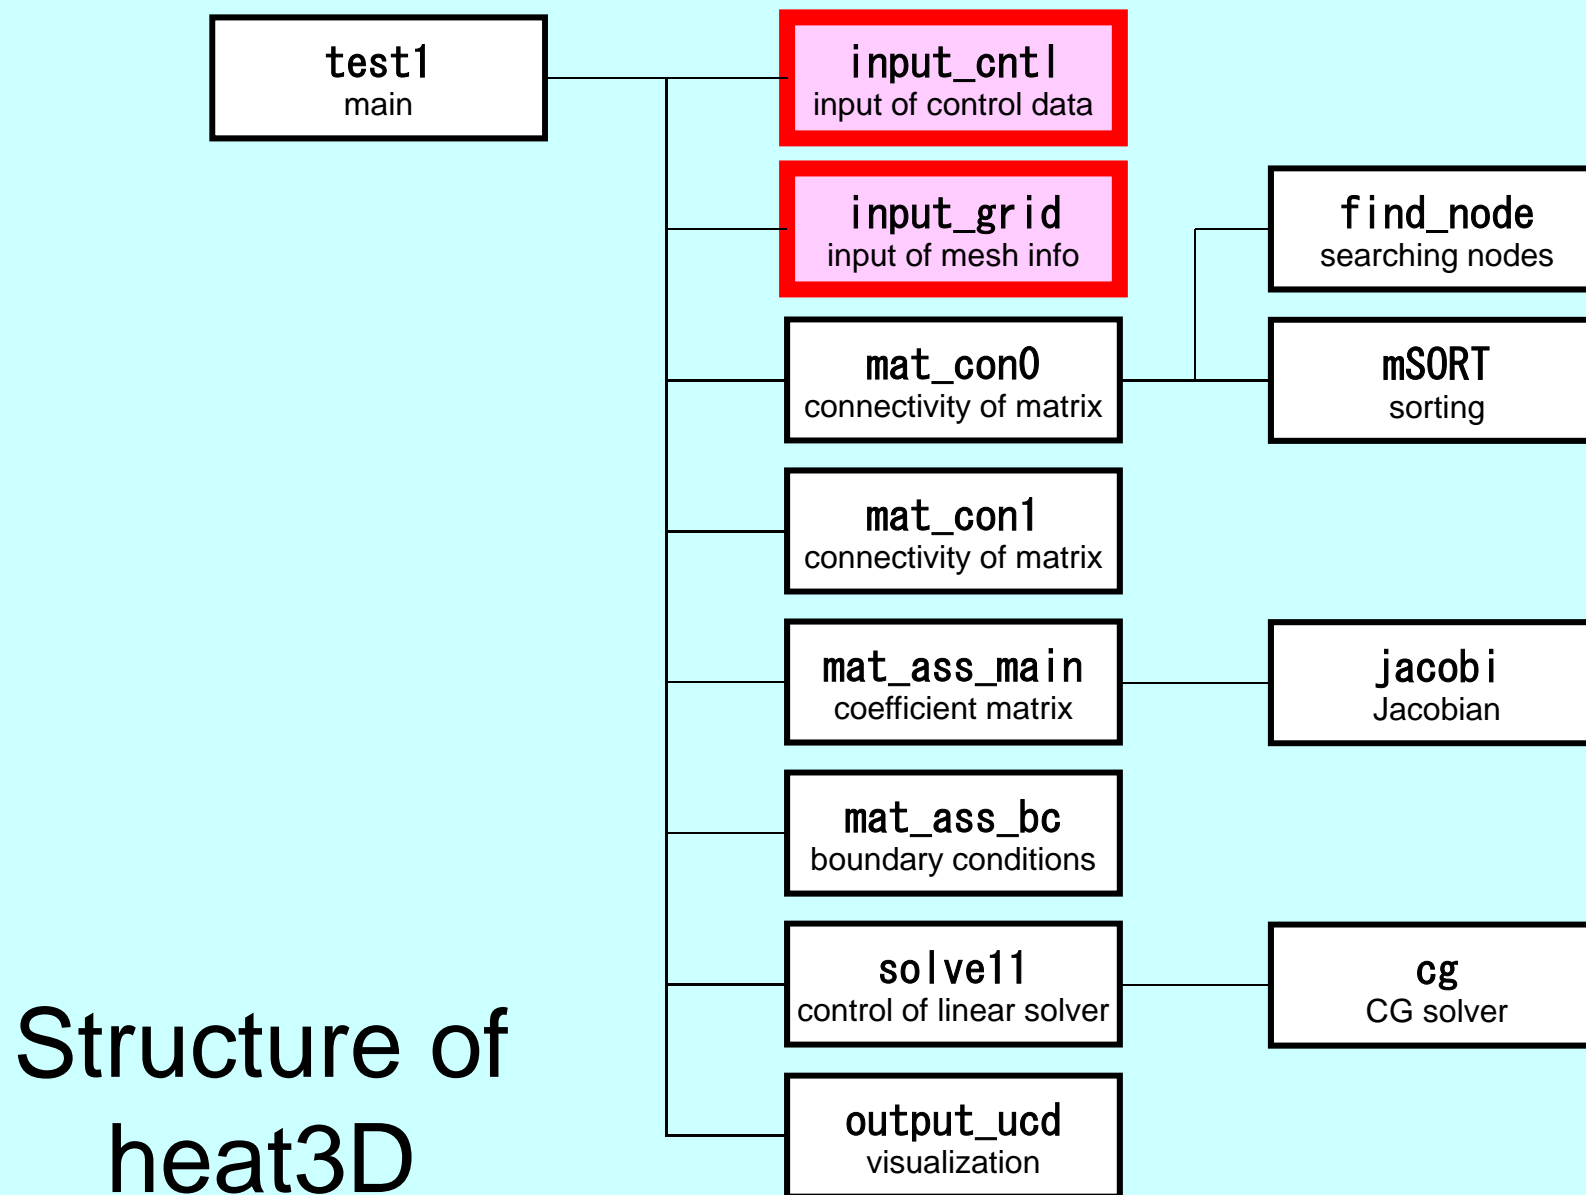 test1
main
input_cntl
input of control data
input_grid
input of mesh info
find_node
searching nodes
mat_con0
connectivity of matrix
mSORT
sorting
mat_con1
connectivity of matrix
mat_ass_main
coefficient matrix
jacobi
Jacobian
mat_ass_bc
boundary conditions
solve11
control of linear solver
cg
CG solver
output_ucd
visualization
Structure of
heat3D